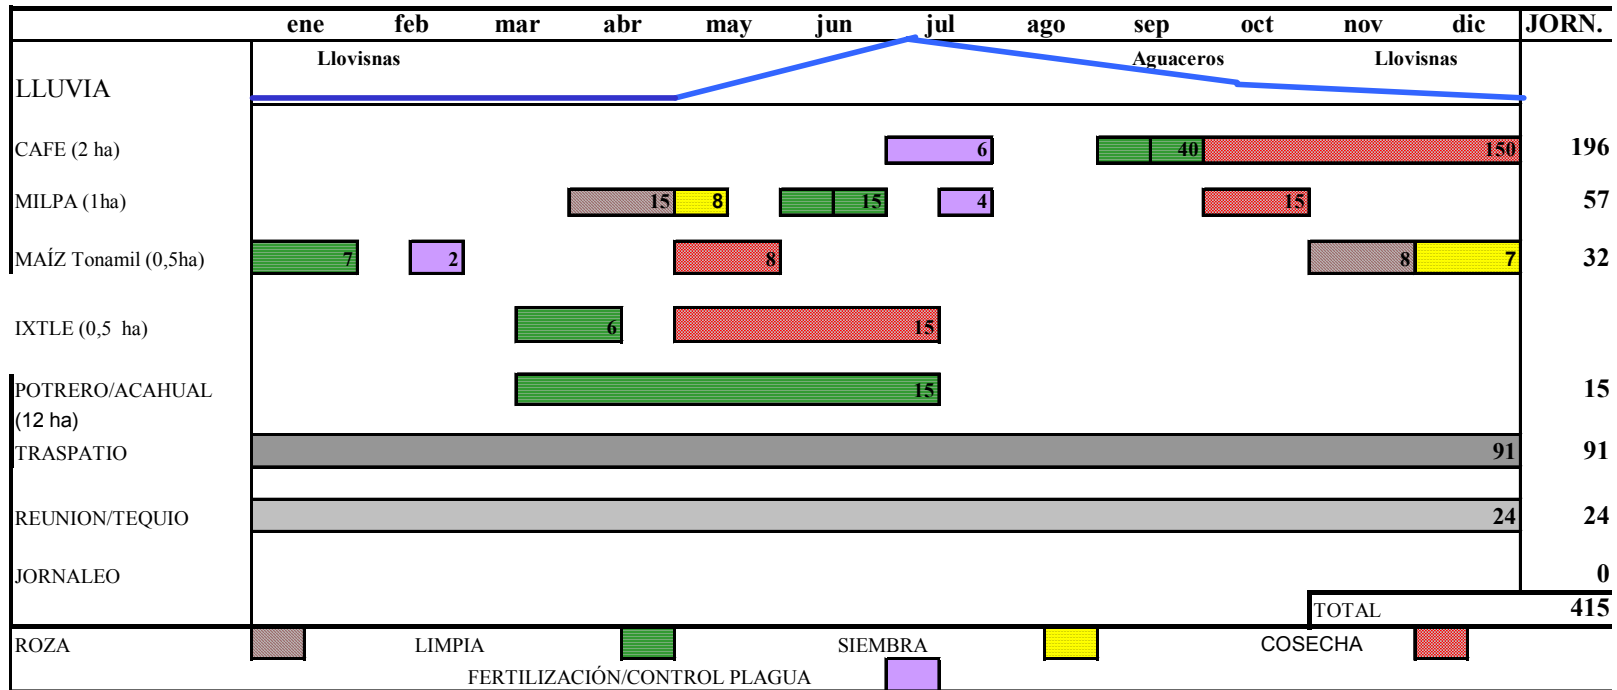 ene feb mar abr may jun jul ago sep oct nov dic JORN.
Llovisnas Aguaceros Llovisnas
LLUVIA
CAFE (2 ha) 6 40 150 196
MILPA (1ha) 15 8 15 4 15 57
MAÍZ Tonamil (0,5ha) 7 2 8 8 7 32
IXTLE (0,5 ha) 6 15
POTRERO/ACAHUAL 15 15
(12 ha)
TRASPATIO 91 91
REUNION/TEQUIO 24 24
JORNALEO 0
TOTAL 415
ROZA LIMPIA SIEMBRA COSECHA
FERTILIZACIÓN/CONTROL PLAGUA